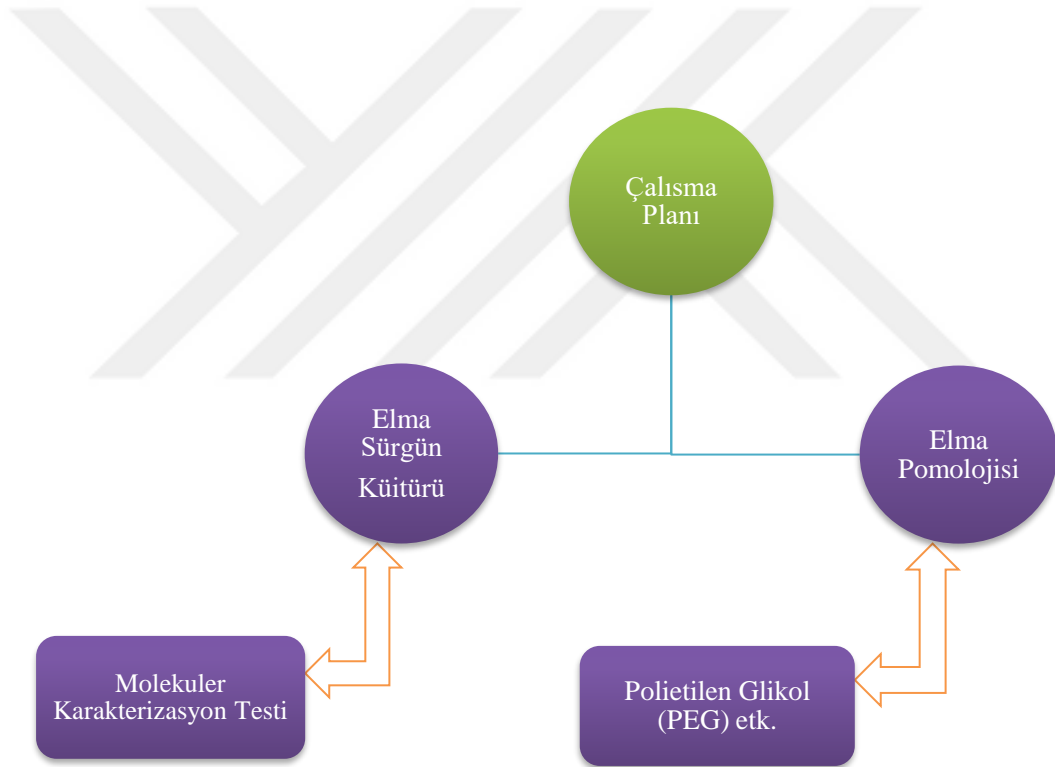 Çalısma
Planı
Elma
Sürgün
Küitürü
Elma
Pomolojisi
Molekuler
Karakterizasyon Testi
Polietilen Glikol
(PEG) etk.